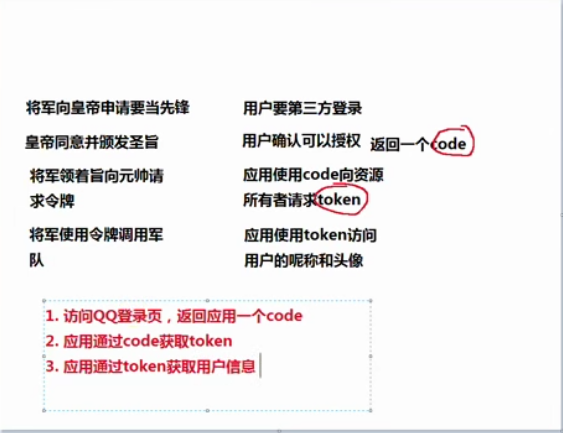 将军向皇帝申请要当先锋 用户要第三方登录
皇帝同意并颁发圣旨 用户确认可以授权 返回一个code
将军领着旨向元帅请 应用使用code向资源
求令牌 所有者请求token
将军使用令牌调用军 应用使用token访问
队 用户的昵称和头像
1. 访问QQ登录页，返回应用一个code
2. 应用通过code获取token
3. 应用通过token获取用户信息